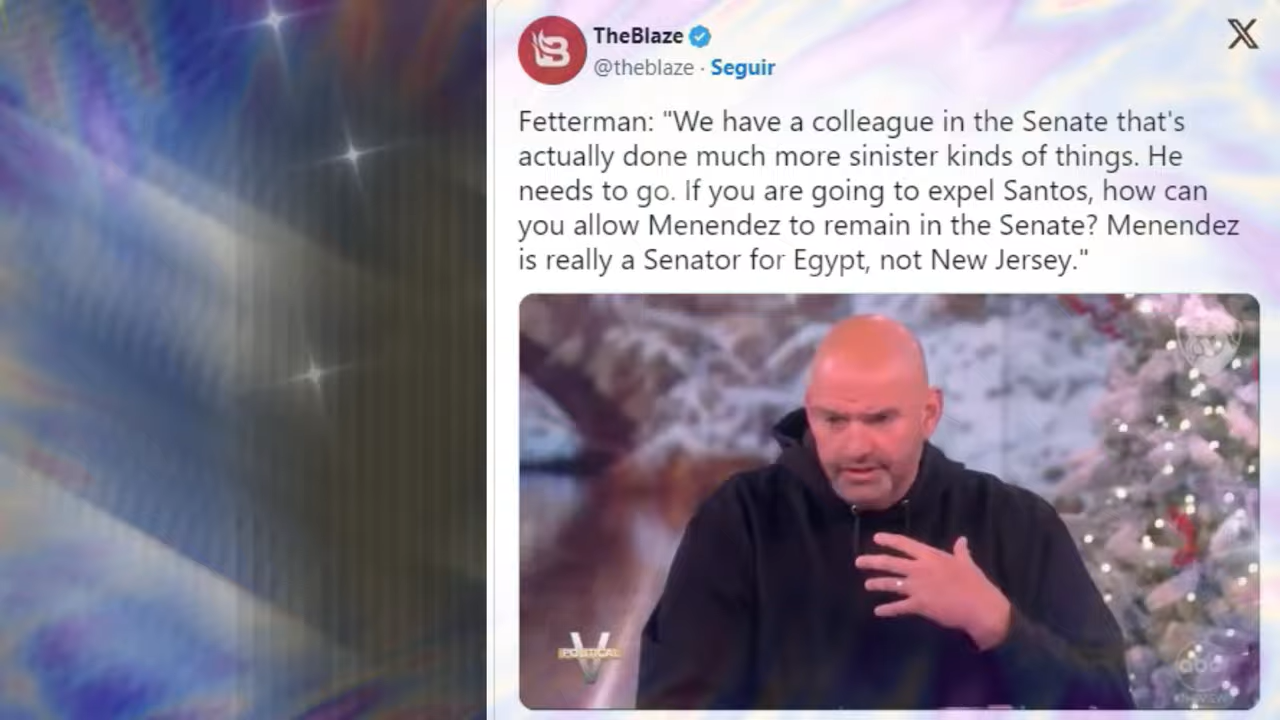 TheBlaze
@theblaze · Seguir
Fetterman: "We have a colleague in the Senate that's
actually done much more sinister kinds of things. He
needs to go. If you are going to expel Santos, how can
you allow Menendez to remain in the Senate? Menendez
is really a Senator for Egypt, not New Jersey."
POLITICAL
abc